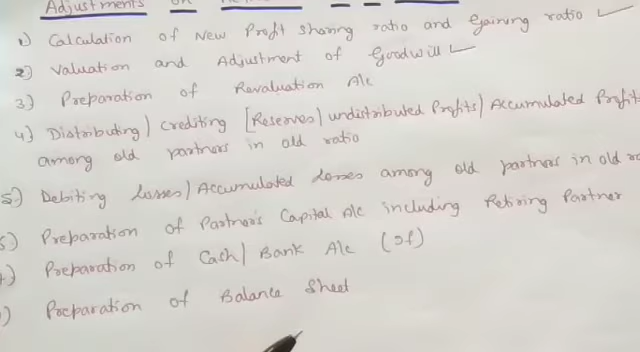 Adjustments on
1) Calculation of New Profit sharing ratio and gaining ratio
2) Valuation and Adjustment of Goodwill
3) Preparation of Revaluation A/c
4) Distributing) crediting [Reserves) undistributed Profits) Accumulated Profits
among old partners in old ratio
5) Debiting losses) Accumulated losses among old partners in old
Preparation of Partner's Capital A/c including Retiring Partner
Preparation of Cash/ Bank A/c (If)
Preparation of Balance Sheet